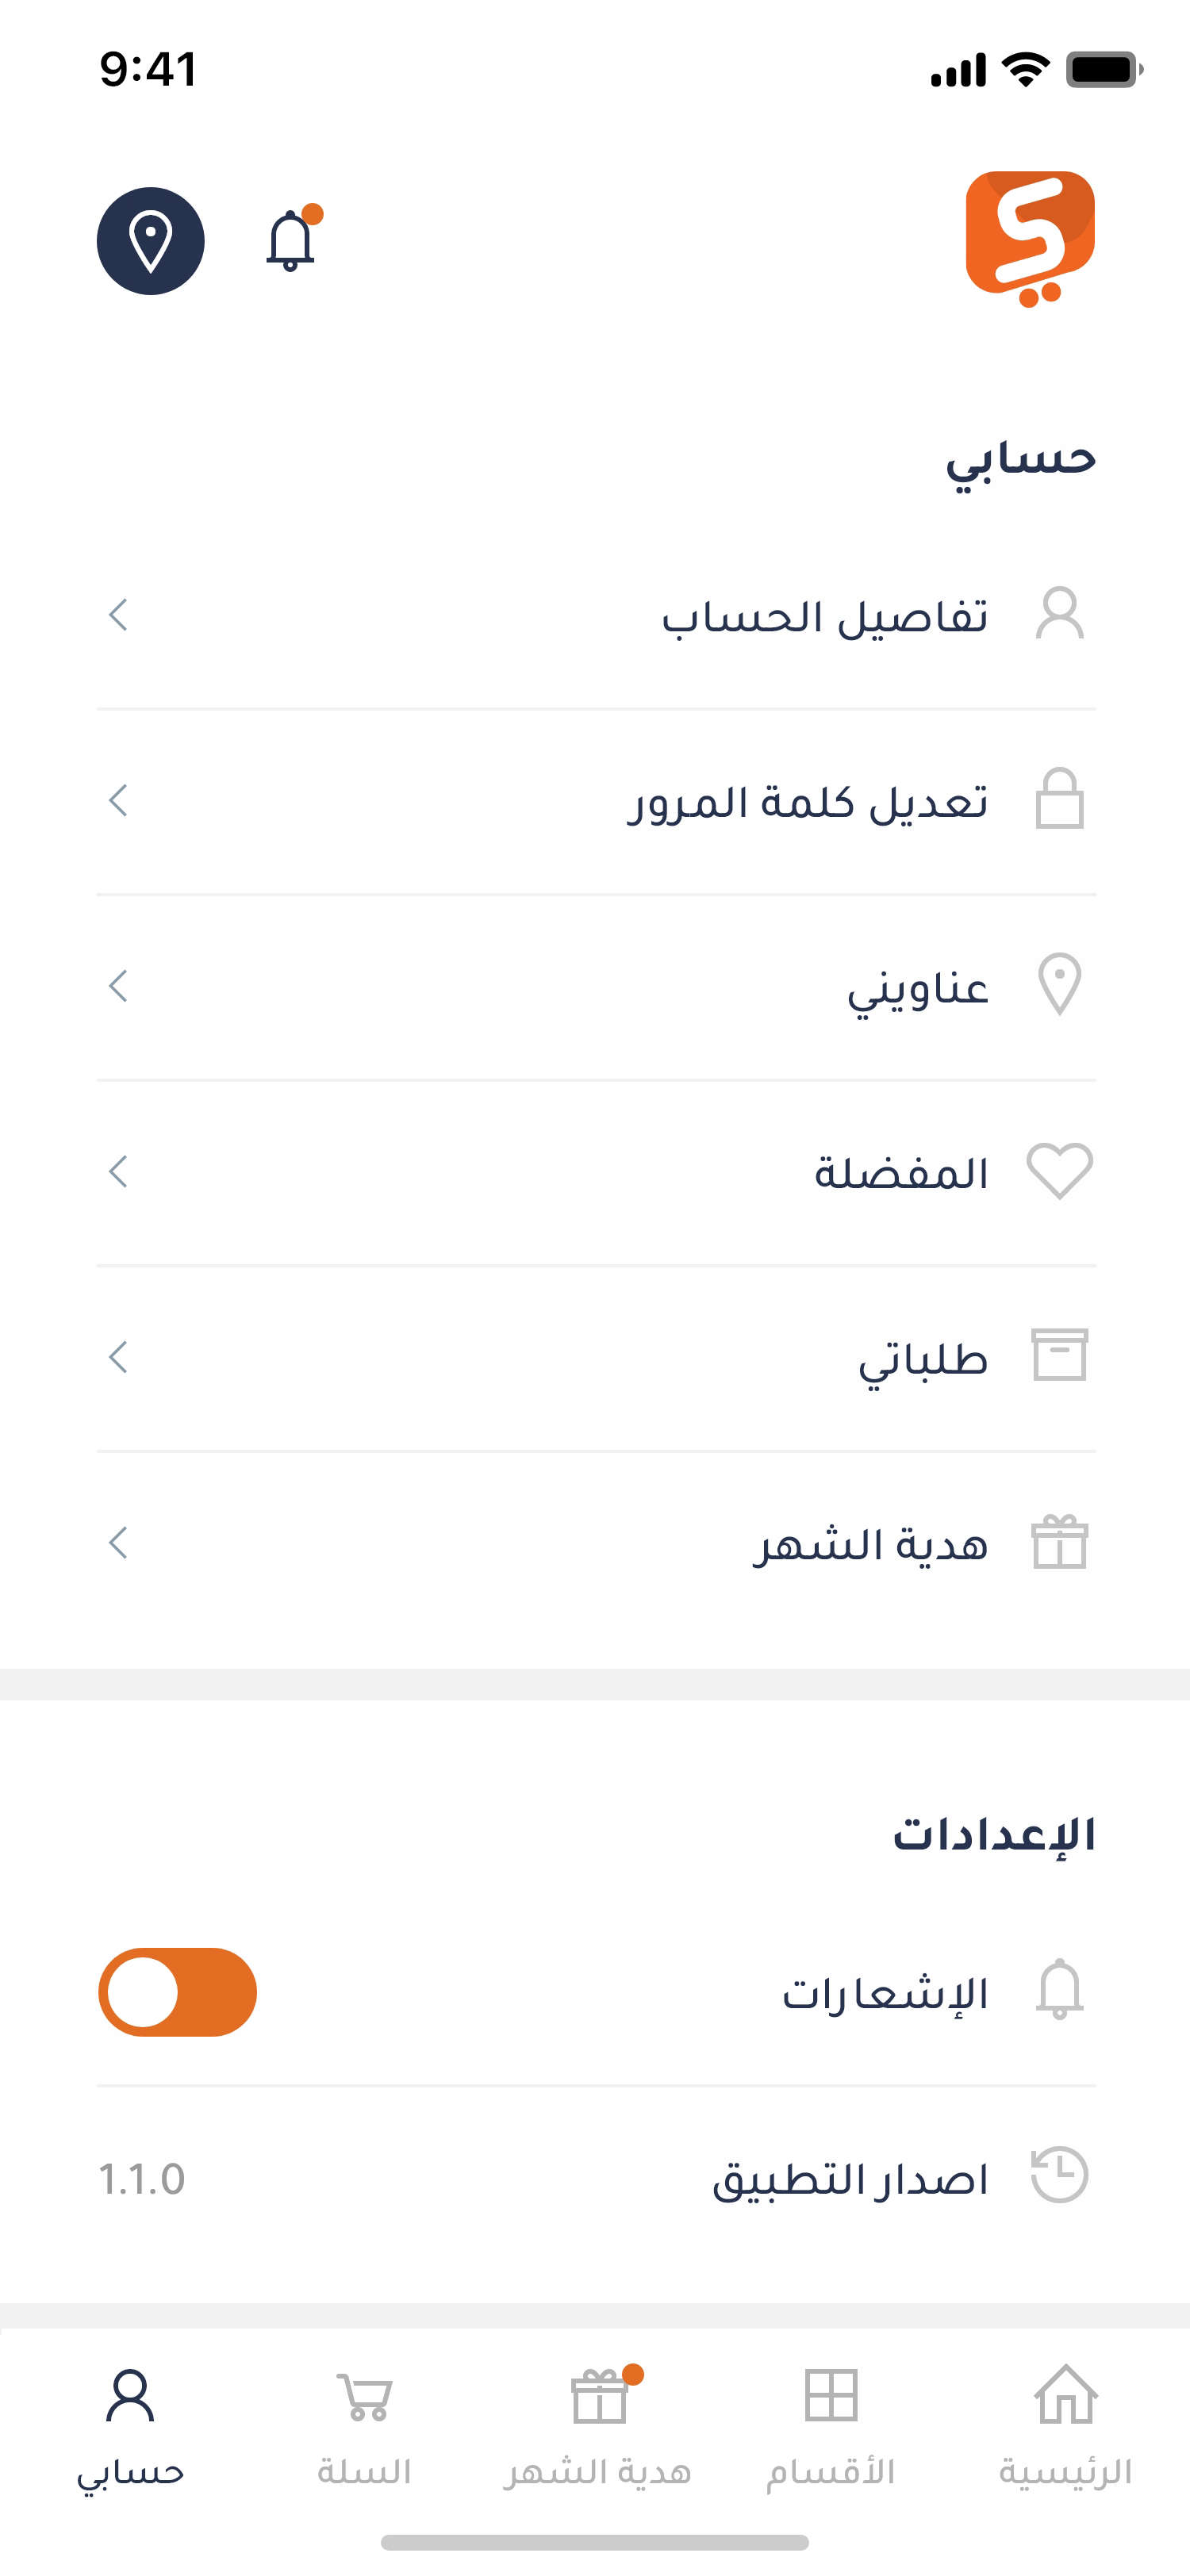 9:41
حسابي
تفاصيل الحساب
تعديل كلمة المرور
عناويني
المفضلة
طلباتي
هدية الشهر
الإعدادات
الإشعارات
اصدار التطبيق 1.1.0
الرئيسية الأقسام هدية الشهر السلة حسابي